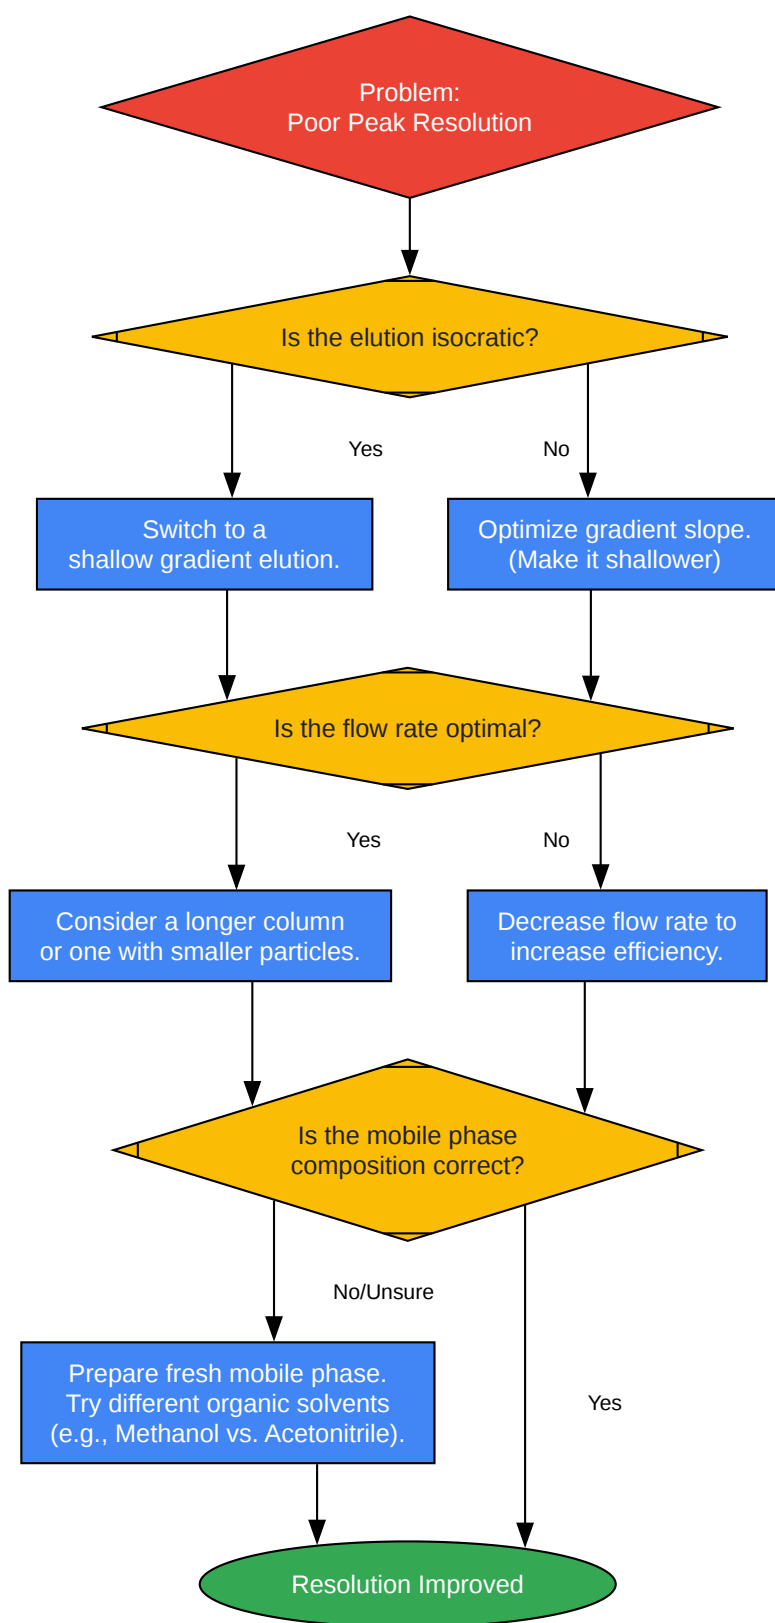 Problem:
Poor Peak Resolution
Is the elution isocratic?
Yes
No
Switch to a
shallow gradient elution.
Optimize gradient slope.
(Make it shallower)
Is the flow rate optimal?
Yes
No
Consider a longer column
or one with smaller particles.
Decrease flow rate to
increase efficiency.
Is the mobile phase
composition correct?
No/Unsure
Prepare fresh mobile phase.
Try different organic solvents
(e.g., Methanol vs. Acetonitrile).
Yes
Resolution Improved